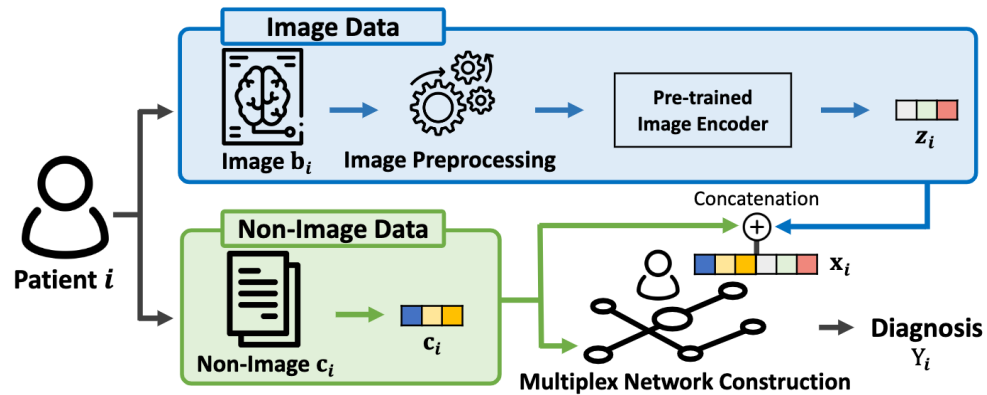 Image Data
Image b_i
Image Preprocessing
Pre-trained
Image Encoder
z_i
Patient i
Non-Image Data
Non-Image c_i
c_i
Concatenation
+
x_i
Multiplex Network Construction
Diagnosis
Y_i